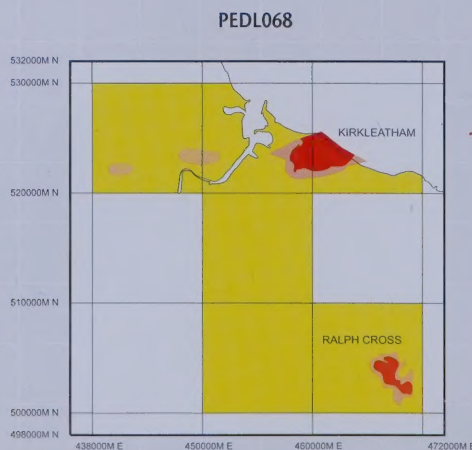 PEDL068
532000M N
530000M N
KIRKLEATHAM
520000M N
510000M N
RALPH CROSS
500000M N
498000M N
438000M E 450000M E 460000M E 472000M E